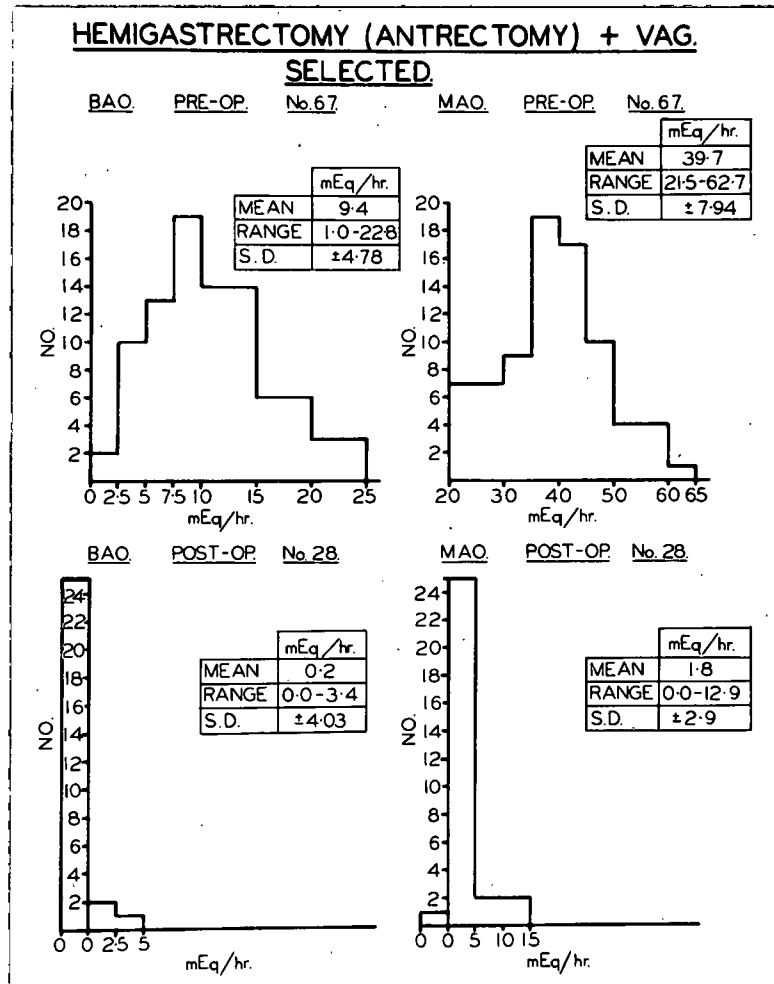 HEMIGASTRECTOMY (ANTRECTOMY) + VAG.
SELECTED.
BAO. PRE-OP. No.67.
mEq/hr.
MEAN 9·4
RANGE 1·0-22·8
S.D. ±4·78
NO.
20
18
16
14
12
10
8
6
4
2
0 2·5 5 7·5 10 15 20 25
mEq/hr.
MAO. PRE-OP. No.67.
mEq/hr.
MEAN 39·7
RANGE 21·5-62·7
S.D. ±7·94
NO.
20
18
16
14
12
10
8
6
4
2
20 30 40 50 60 65
mEq/hr.
BAO. POST-OP. No.28.
mEq/hr.
MEAN 0·2
RANGE 0·0-3·4
S.D. ±4·03
NO.
24
22
20
18
16
14
12
10
8
6
4
2
0 0 2·5 5
mEq/hr.
MAO. POST-OP. No.28.
mEq/hr.
MEAN 1·8
RANGE 0·0-12·9
S.D. ±2·9
NO.
24
22
20
18
16
14
12
10
8
6
4
2
0 0 5 10 15
mEq/hr.